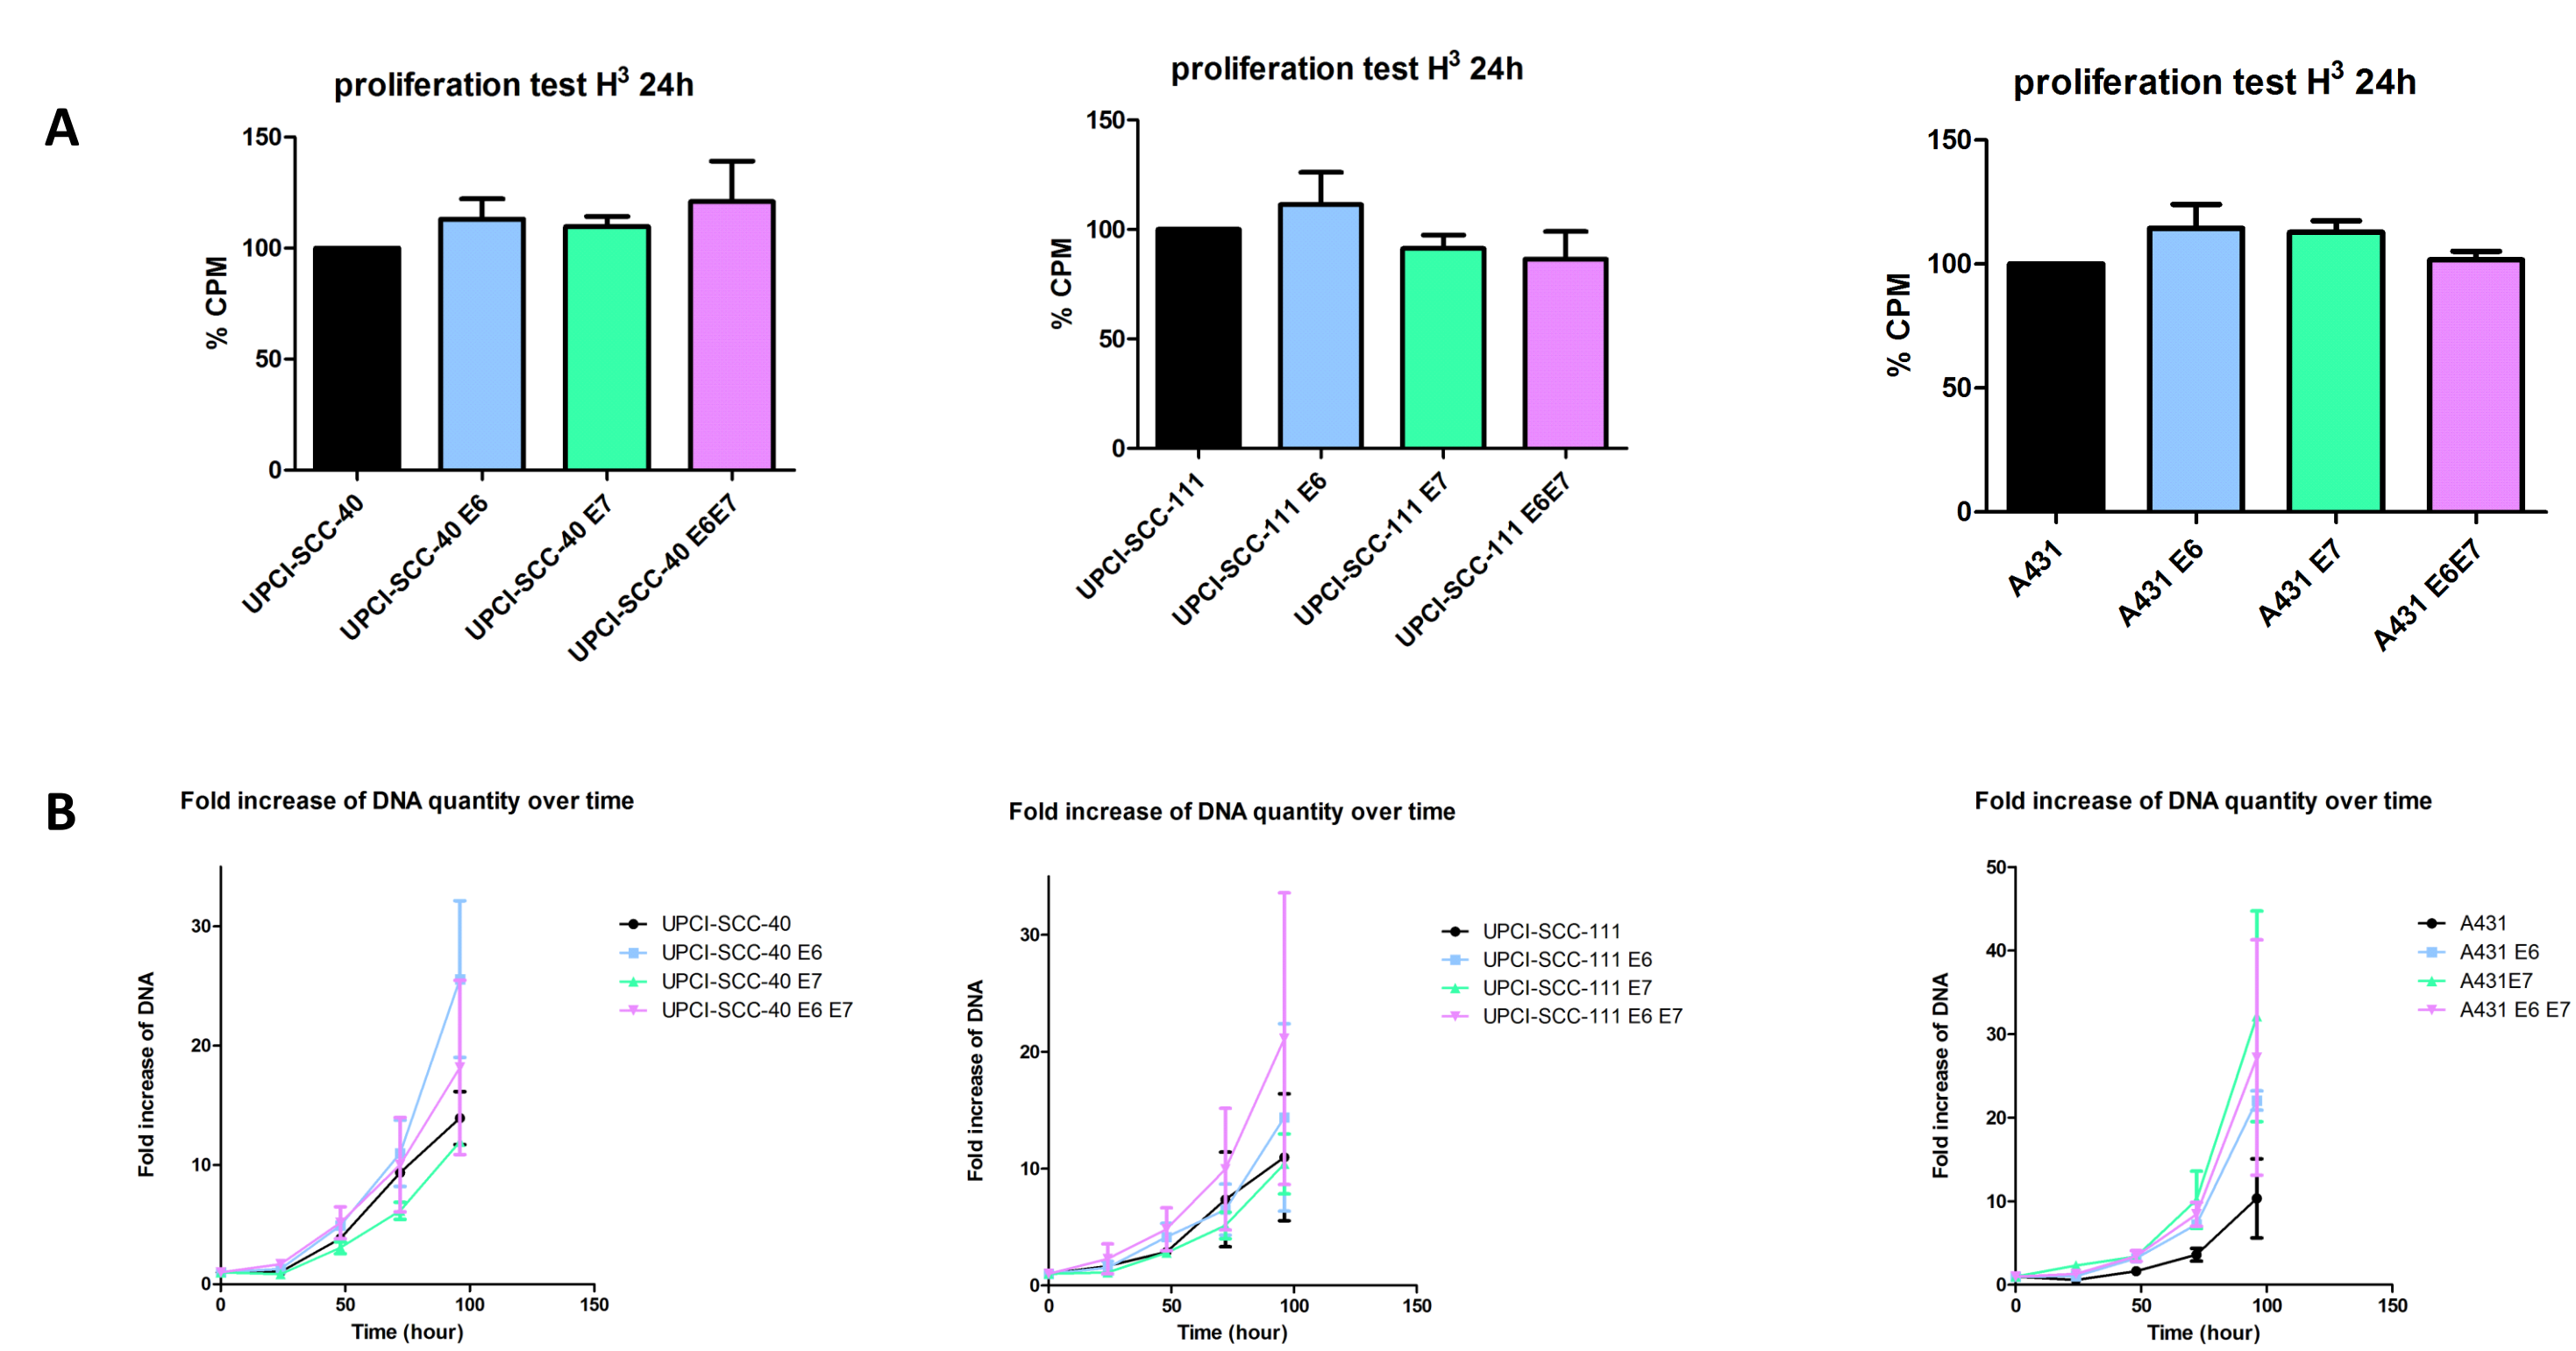 A
proliferation test H³ 24h
% CPM
150
100
50
0
UPCI-SCC-40
UPCI-SCC-40 E6
UPCI-SCC-40 E7
UPCI-SCC-40 E6E7
proliferation test H³ 24h
% CPM
150
100
50
0
UPCI-SCC-111
UPCI-SCC-111 E6
UPCI-SCC-111 E7
UPCI-SCC-111 E6E7
proliferation test H³ 24h
% CPM
150
100
50
0
A431
A431 E6
A431 E7
A431 E6E7
B
Fold increase of DNA quantity over time
Fold increase of DNA
30
20
10
0
0 50 100 150
Time (hour)
UPCI-SCC-40
UPCI-SCC-40 E6
UPCI-SCC-40 E7
UPCI-SCC-40 E6 E7
Fold increase of DNA quantity over time
Fold increase of DNA
30
20
10
0
0 50 100 150
Time (hour)
UPCI-SCC-111
UPCI-SCC-111 E6
UPCI-SCC-111 E7
UPCI-SCC-111 E6 E7
Fold increase of DNA quantity over time
Fold increase of DNA
50
40
30
20
10
0
0 50 100 150
Time (hour)
A431
A431 E6
A431E7
A431 E6 E7